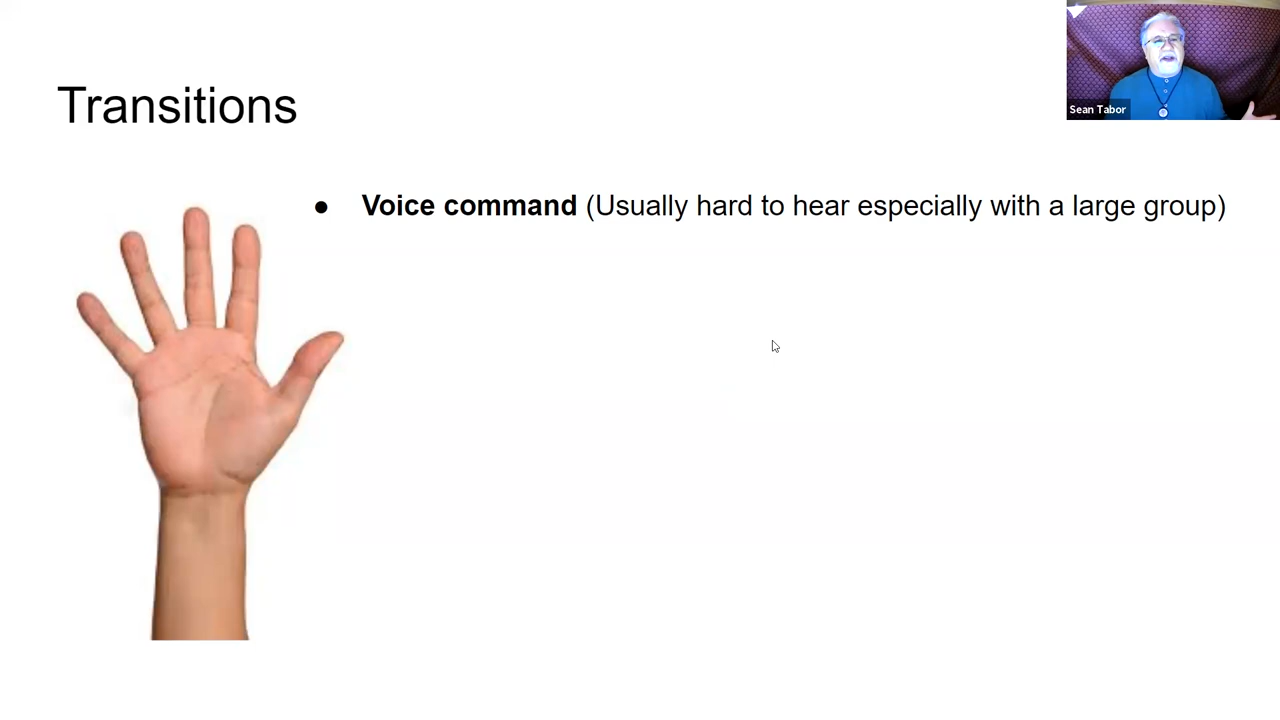 Sean Tabor
Transitions
● Voice command (Usually hard to hear especially with a large group)